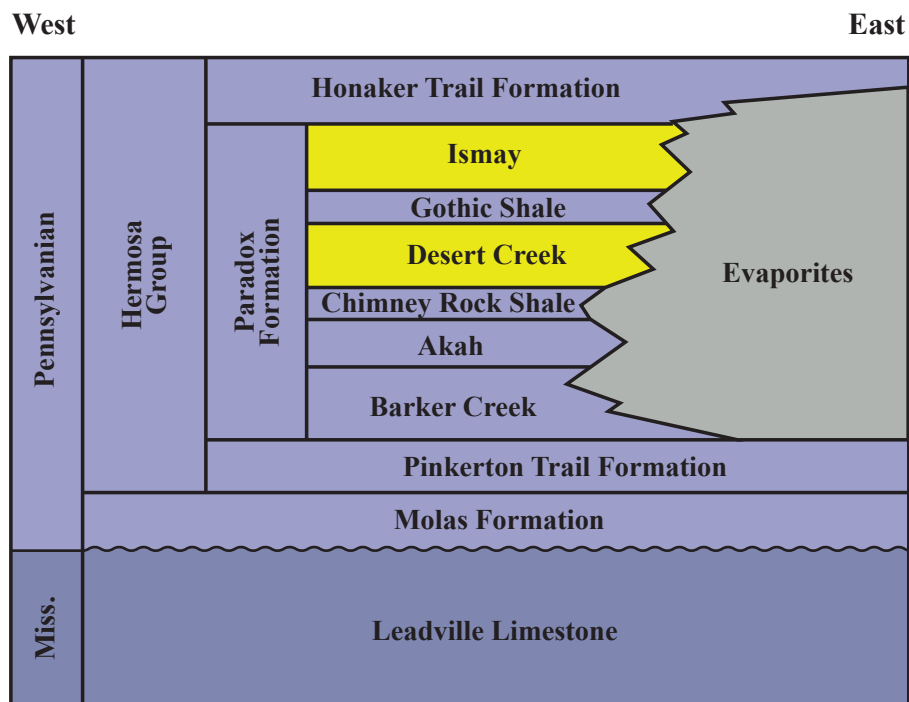 West
East
Honaker Trail Formation
Ismay
Gothic Shale
Desert Creek
Evaporites
Chimney Rock Shale
Akah
Barker Creek
Pinkerton Trail Formation
Molas Formation
Leadville Limestone
Pennsylvanian
Hermosa
Group
Paradox
Formation
Miss.